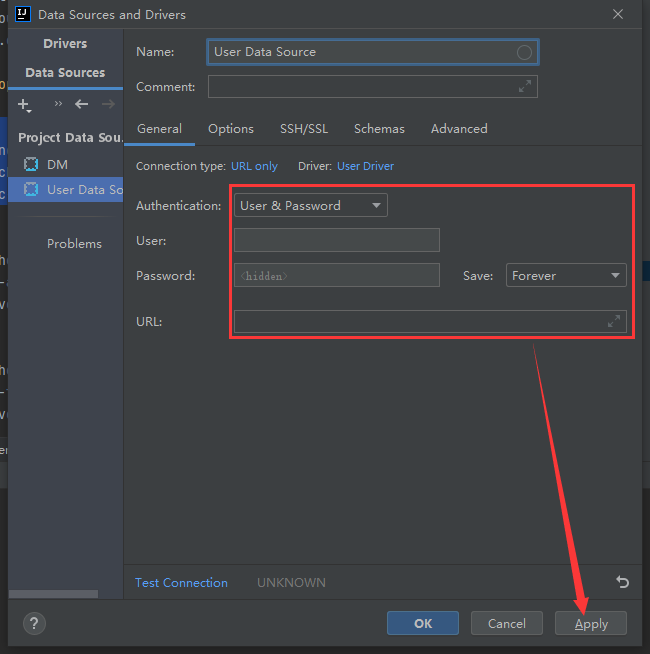 Data Sources and Drivers
Drivers
Data Sources
Project Data Sou.
DM
User Data So
Problems
Name: User Data Source
Comment:
General Options SSH/SSL Schemas Advanced
Connection type: URL only Driver: User Driver
Authentication: User & Password
User:
Password: <hidden> Save: Forever
URL:
Test Connection UNKNOWN
? OK Cancel Apply